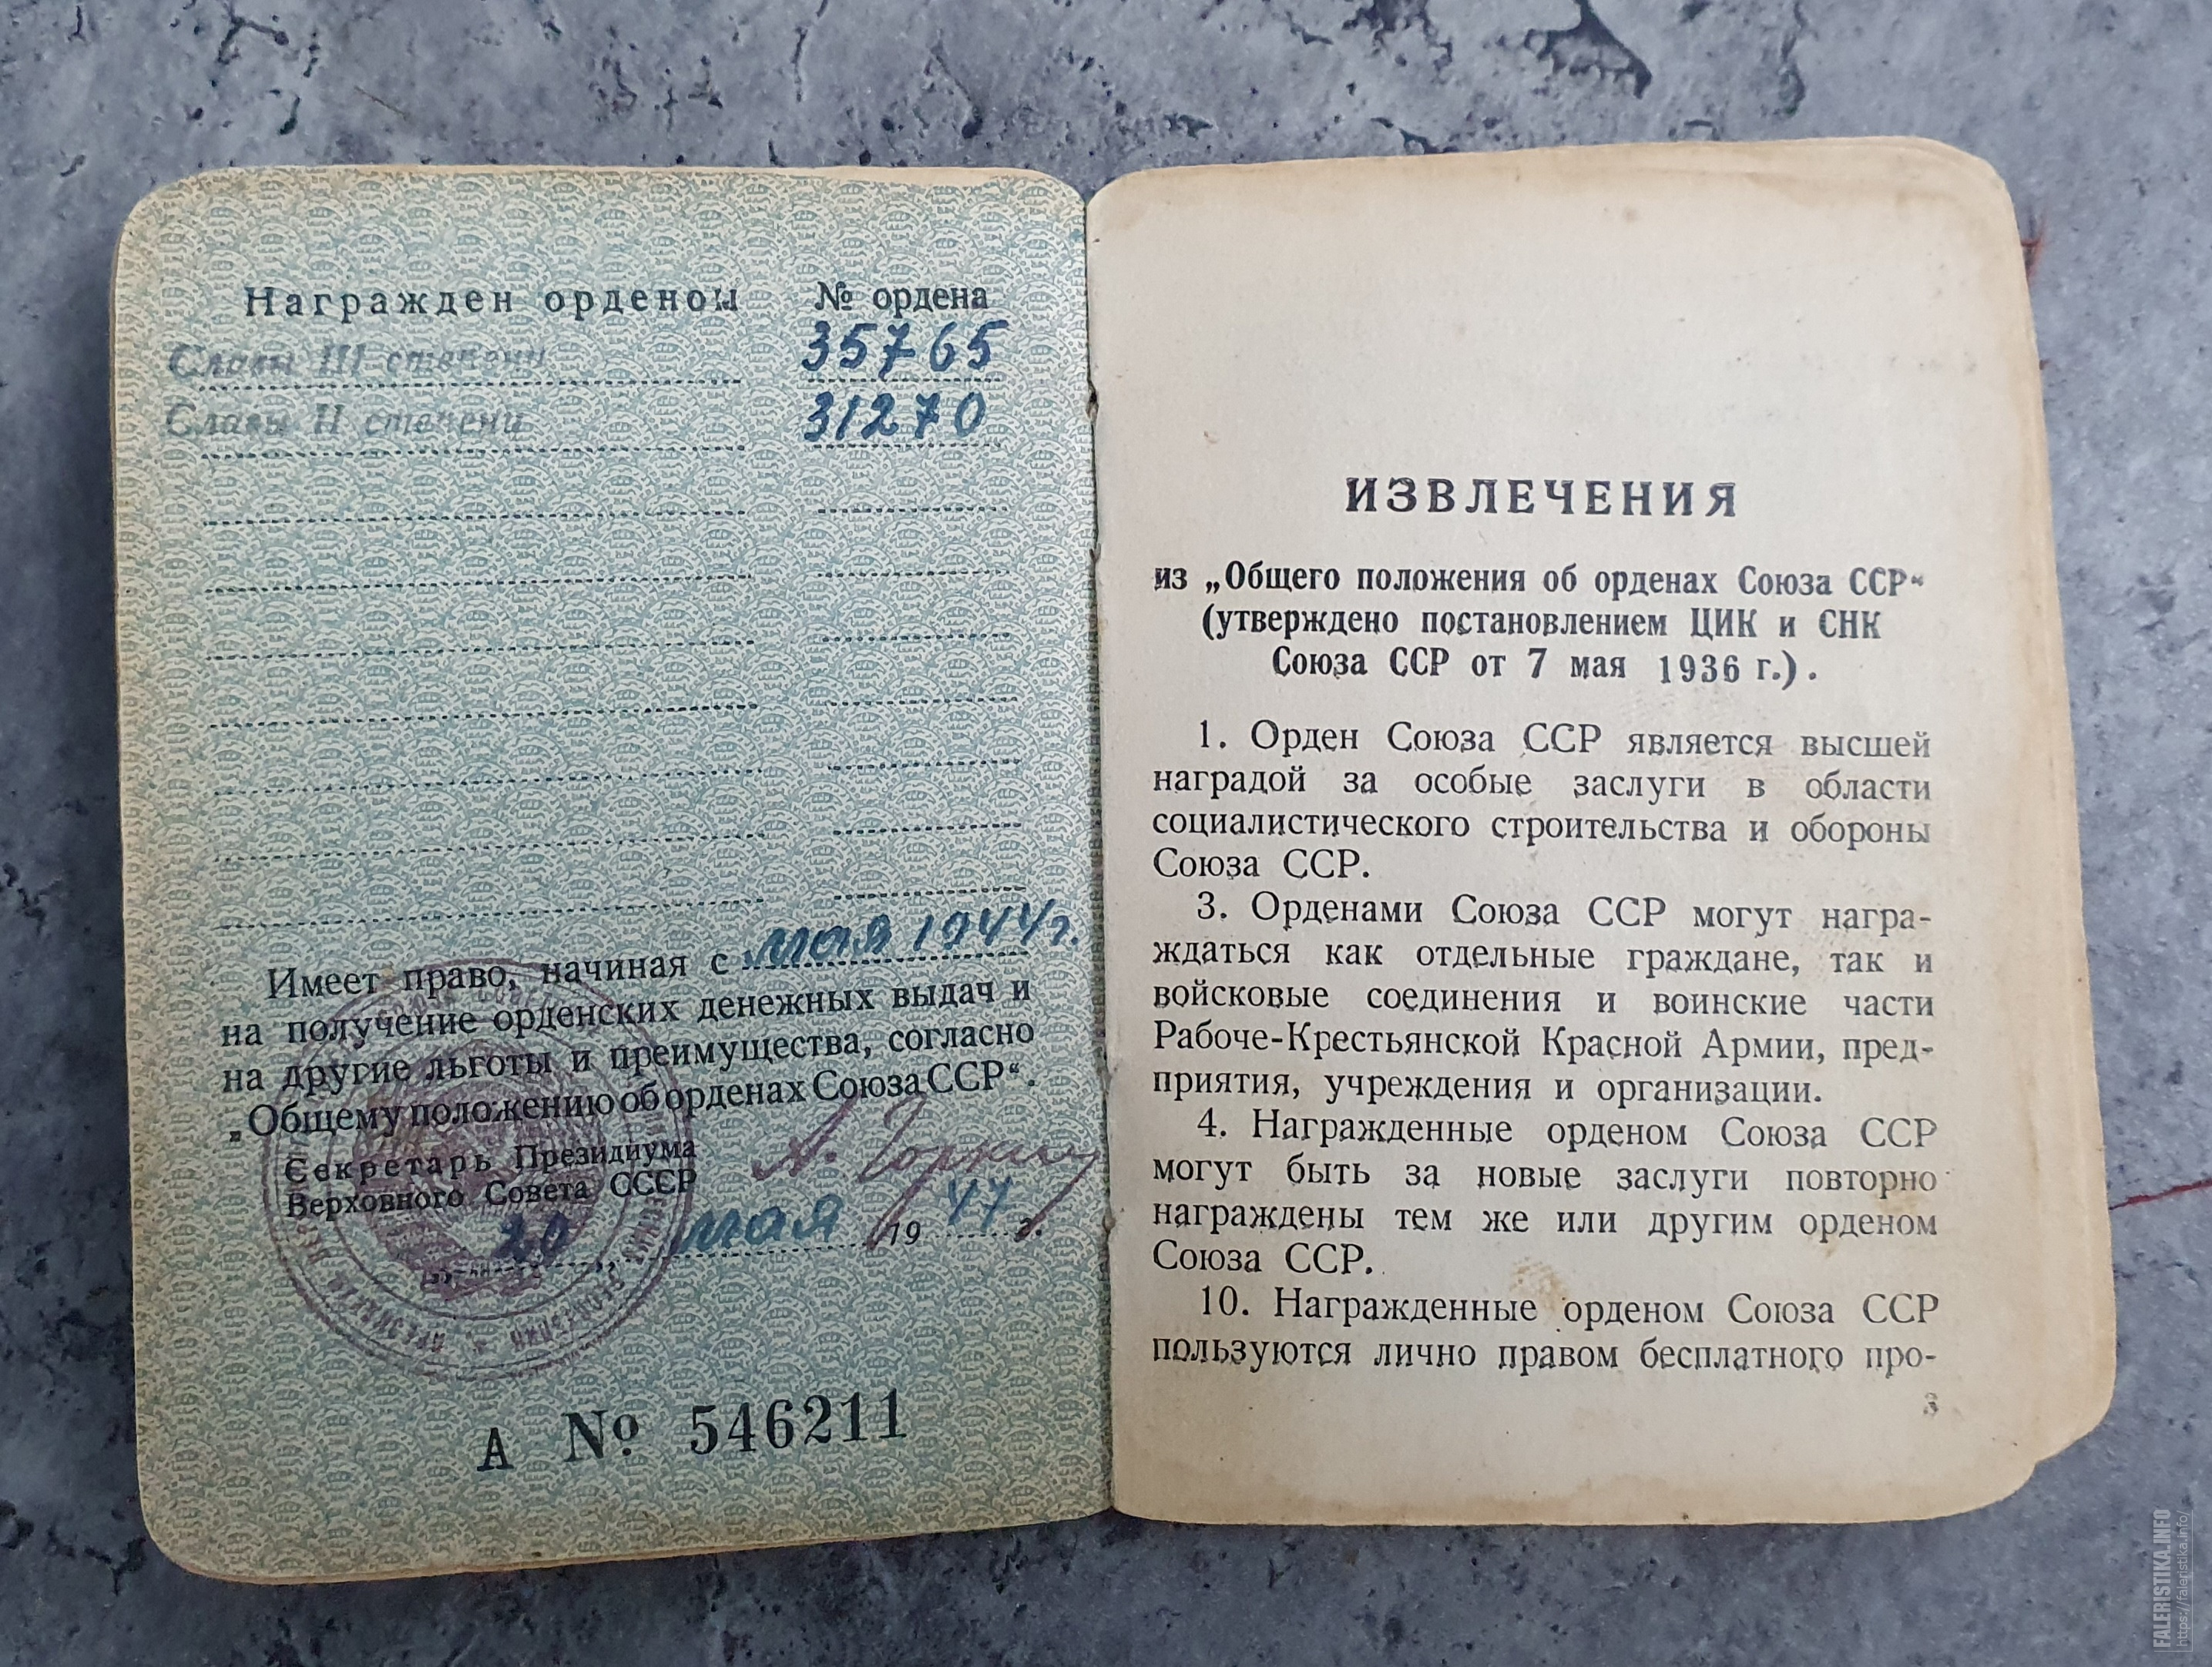 Награжден орденом № ордена
Славы III степени 35765
Славы II степени 31270
Имеет право, начиная с мая 1944г.
на получение орденских денежных выдач и
на другие льготы и преимущества, согласно
„Общему положению об орденах Союза ССР“.
Секретарь Президиума
Верховного Совета СССР А. Горкин
20 мая 1947 г.
А № 546211
ИЗВЛЕЧЕНИЯ
из „Общего положения об орденах Союза ССР“
(утверждено постановлением ЦИК и СНК
Союза ССР от 7 мая 1936 г.).
1. Орден Союза ССР является высшей
наградой за особые заслуги в области
социалистического строительства и обороны
Союза ССР.
3. Орденами Союза ССР могут награ-
ждаться как отдельные граждане, так и
войсковые соединения и воинские части
Рабоче-Крестьянской Красной Армии, пред-
приятия, учреждения и организации.
4. Награжденные орденом Союза ССР
могут быть за новые заслуги повторно
награждены тем же или другим орденом
Союза ССР.
10. Награжденные орденом Союза ССР
пользуются лично правом бесплатного про-
3
FALERISTIKA.INFO
https://faleristika.info/